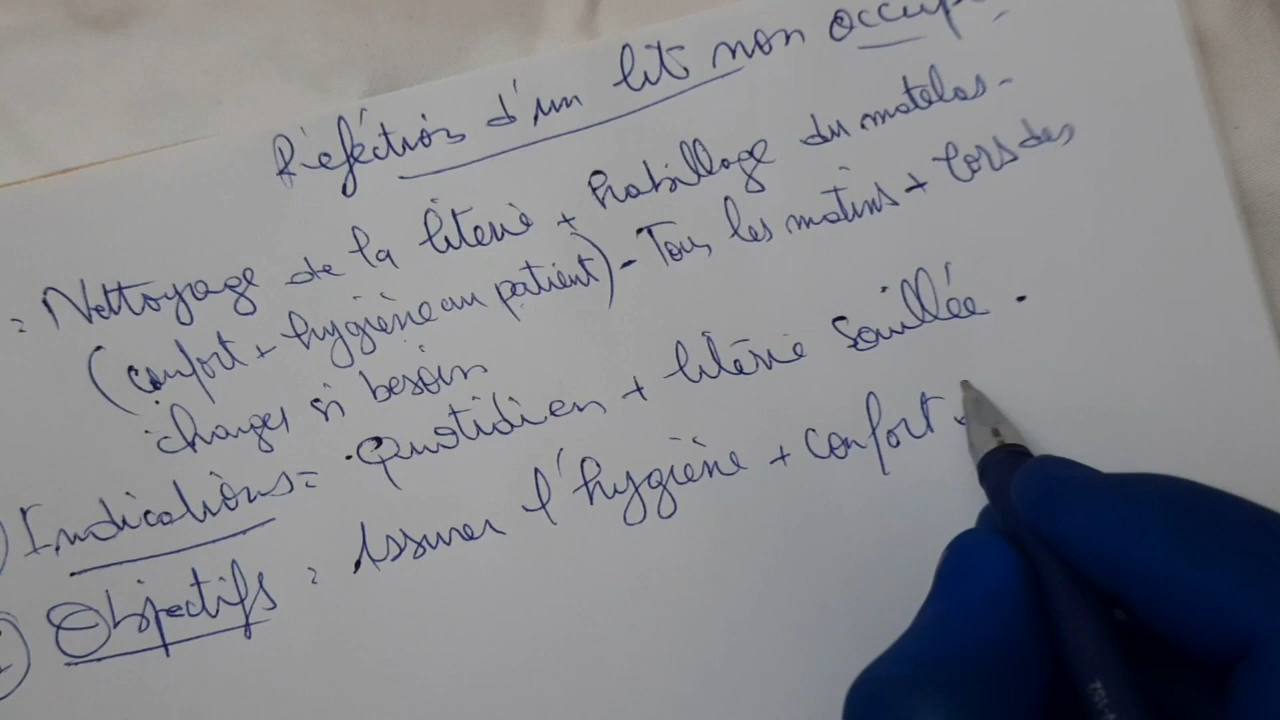 Réfection d'un lit non occup
= Nettoyage de la literie + habillage du matelas -
(confort + hygiène au patient) - Tous les matins + lors des
changes si besoin
Indications = Quotidien + literie souillée.
Objectifs : Assurer l'hygiène + confort